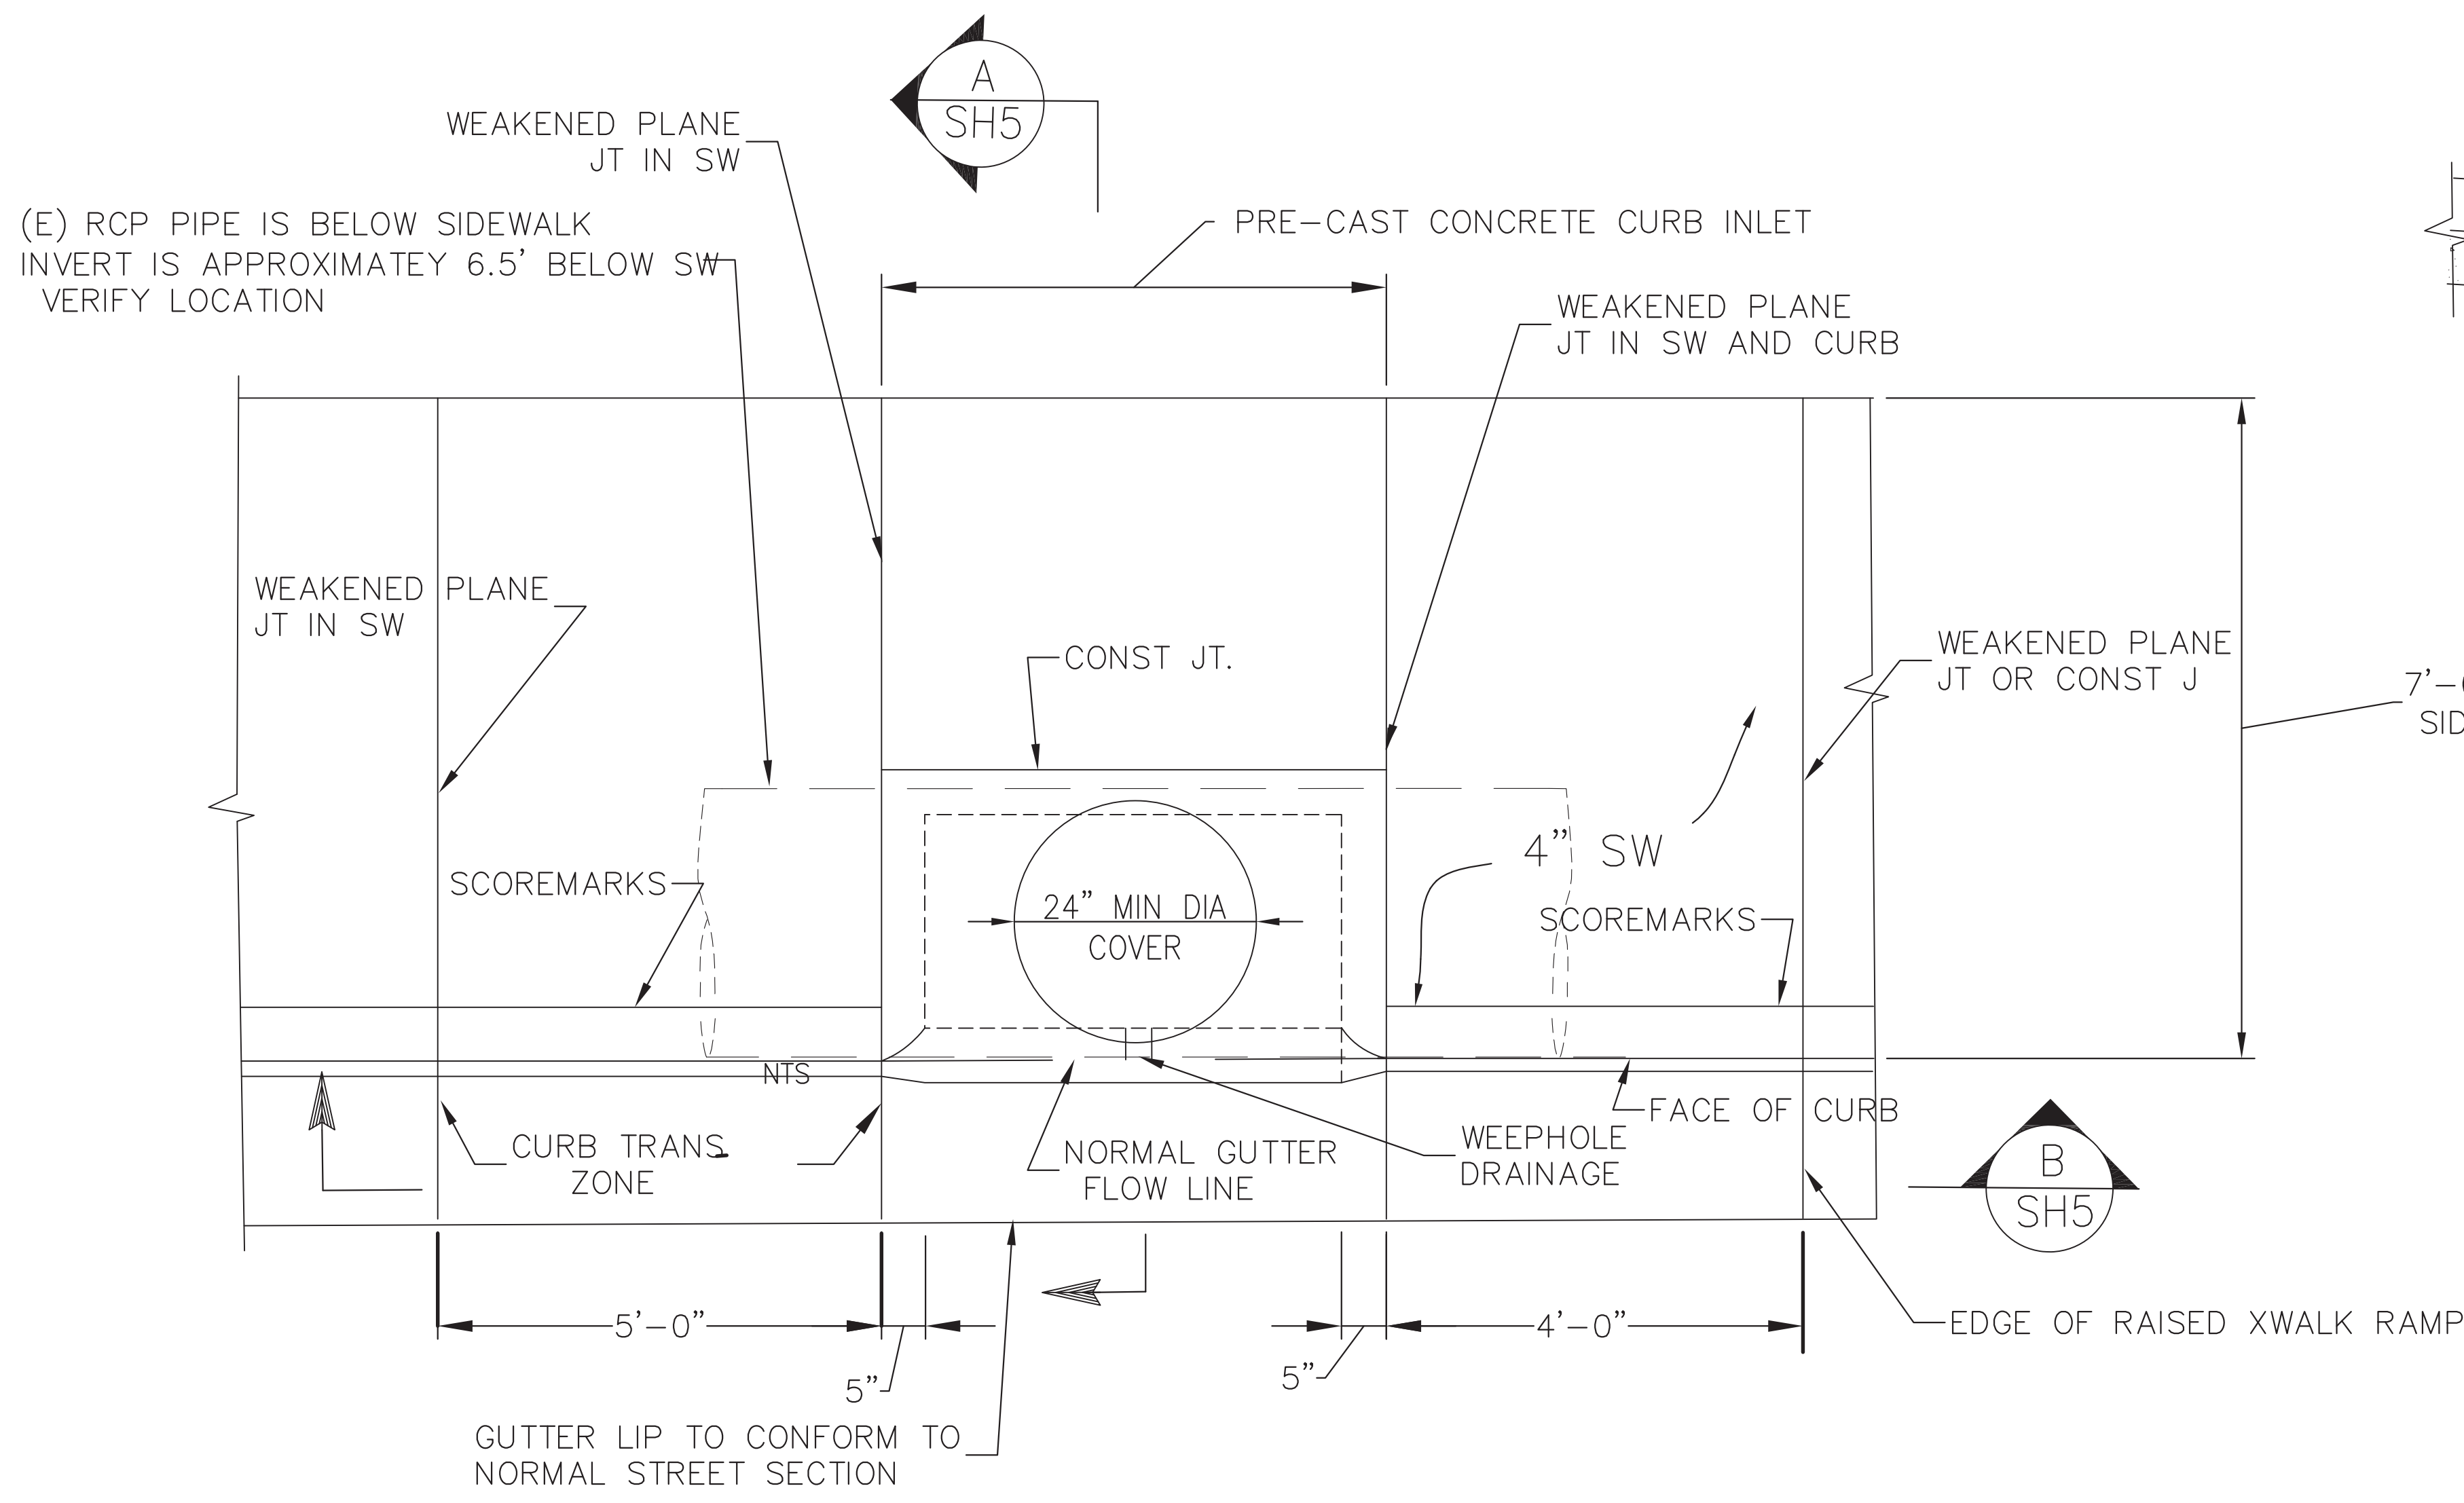 A
SH5
WEAKENED PLANE
JT IN SW
(E) RCP PIPE IS BELOW SIDEWALK
INVERT IS APPROXIMATEY 6.5' BELOW SW
VERIFY LOCATION
PRE-CAST CONCRETE CURB INLET
WEAKENED PLANE
JT IN SW AND CURB
WEAKENED PLANE
JT IN SW
CONST JT.
WEAKENED PLANE
JT OR CONST J
7'-
SID
4" SW
SCOREMARKS
24" MIN DIA
COVER
SCOREMARKS
NTS
FACE OF CURB
CURB TRANS
ZONE
NORMAL GUTTER
FLOW LINE
WEEPHOLE
DRAINAGE
B
SH5
5'-0"
4'-0"
EDGE OF RAISED XWALK RAMP
5"
5"
GUTTER LIP TO CONFORM TO
NORMAL STREET SECTION